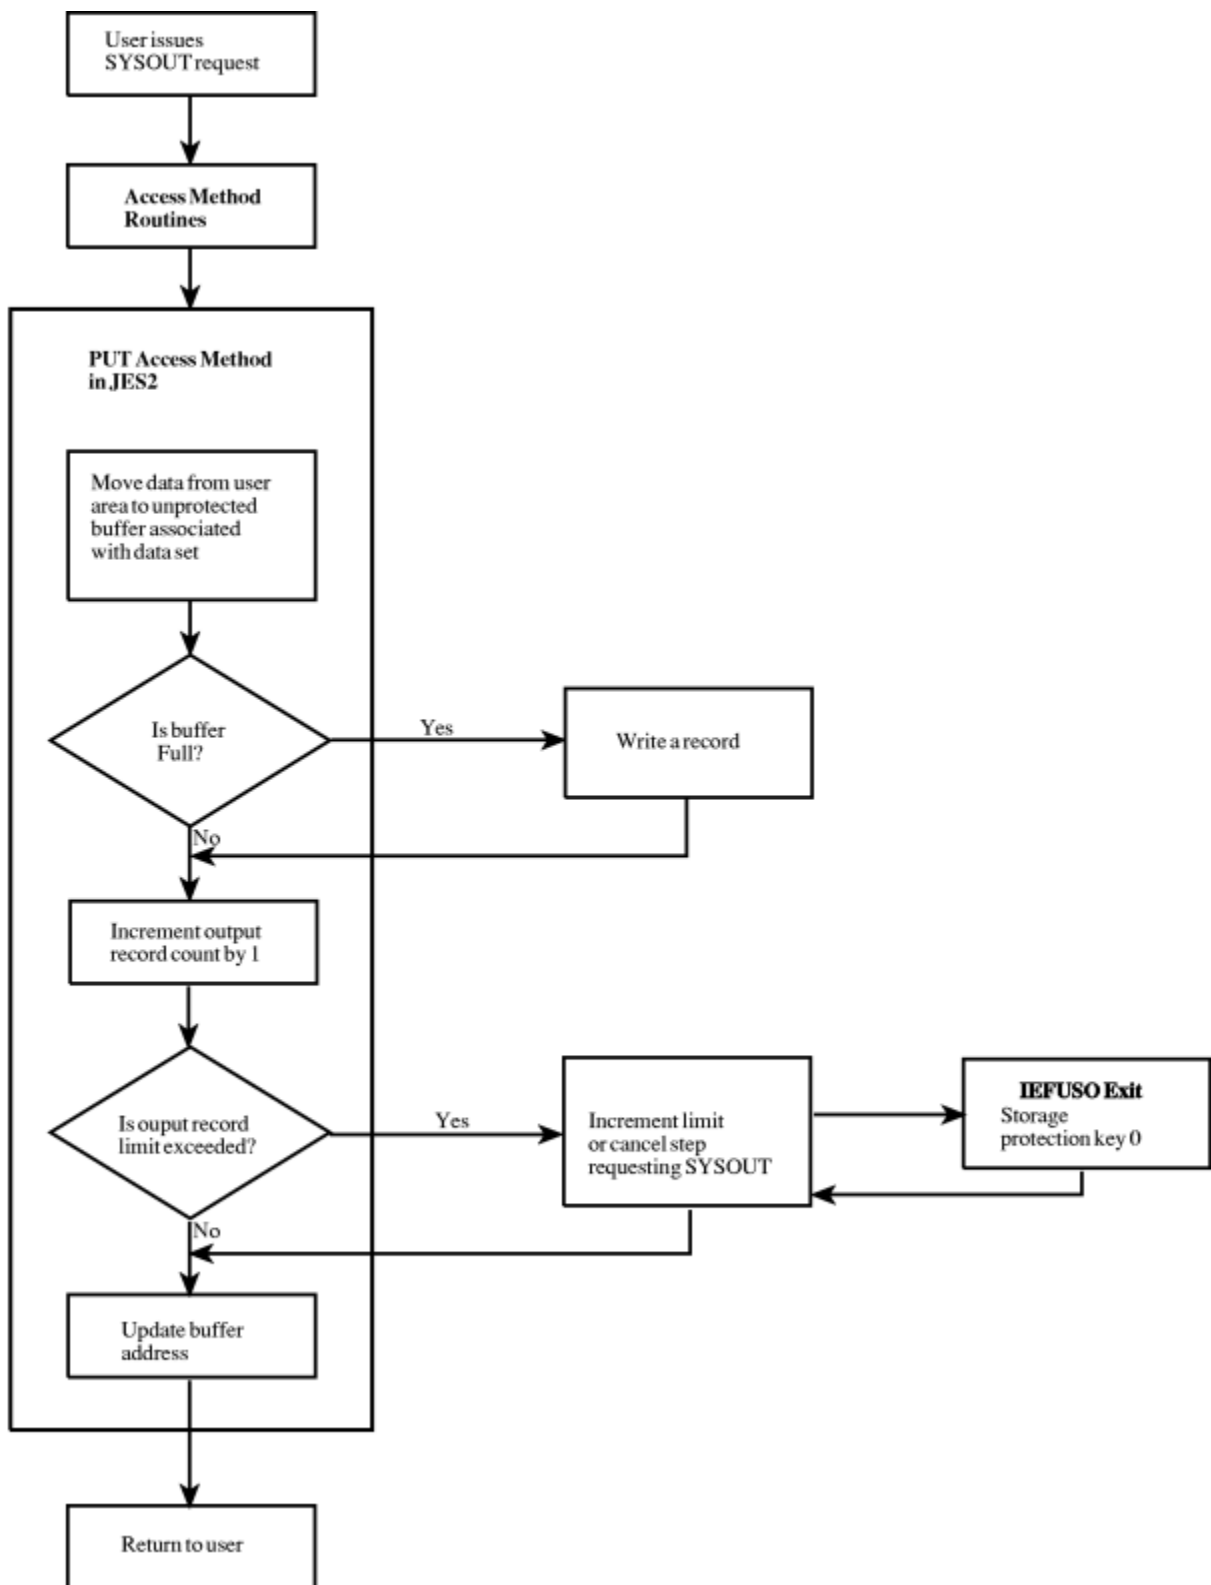 User issues
SYSOUT request
Access Method
Routines
PUT Access Method
in JES2
Move data from user
area to unprotected
buffer associated
with data set
Is buffer
Full?
Yes
Write a record
No
Increment output
record count by 1
Is ouput record
limit exceeded?
Yes
Increment limit
or cancel step
requesting SYSOUT
IEFUSO Exit
Storage
protection key 0
No
Update buffer
address
Return to user